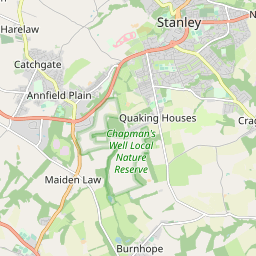 Stanley
Harelaw
Catchgate
Annfield Plain
Quaking Houses
Chapman's
Well Local
Nature
Reserve
Maiden Law
Burnhope